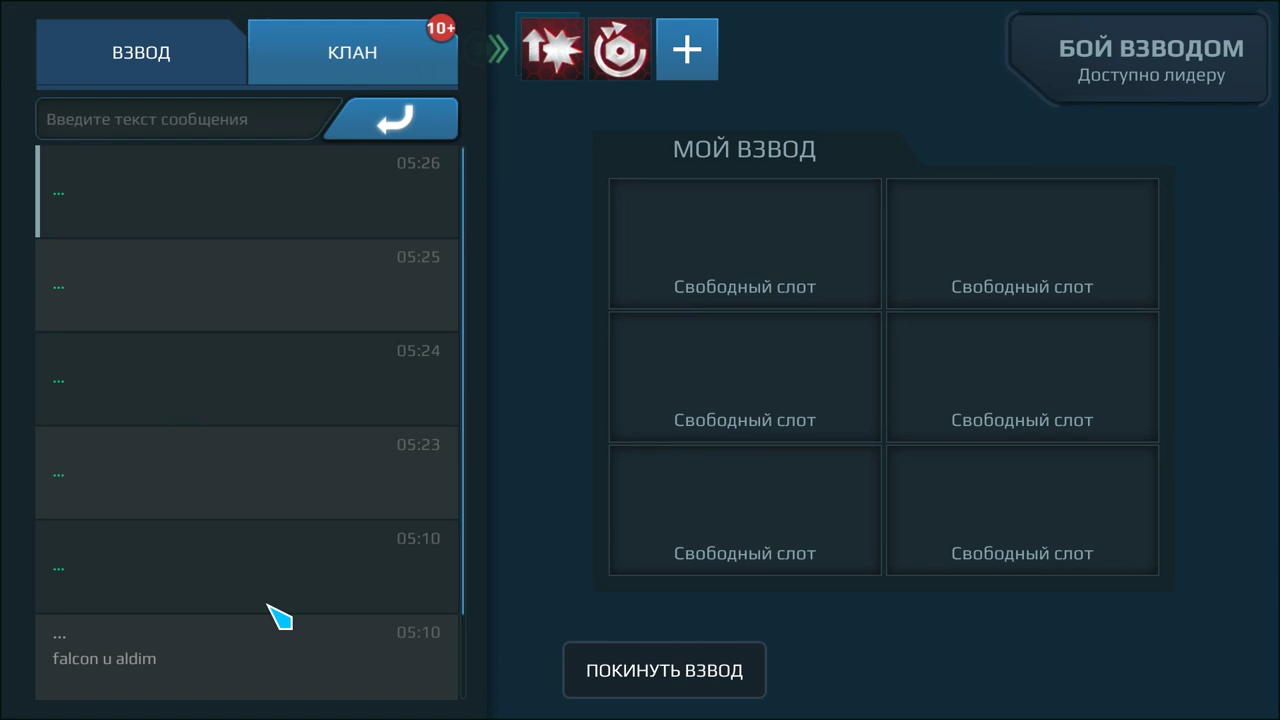 ВЗВОД
КЛАН
10+
Введите текст сообщения
05:26
...
05:25
...
05:24
...
05:23
...
05:10
...
... 05:10
falcon u aldim
БОЙ ВЗВОДОМ
Доступно лидеру
МОЙ ВЗВОД
Свободный слот
Свободный слот
Свободный слот
Свободный слот
Свободный слот
Свободный слот
ПОКИНУТЬ ВЗВОД